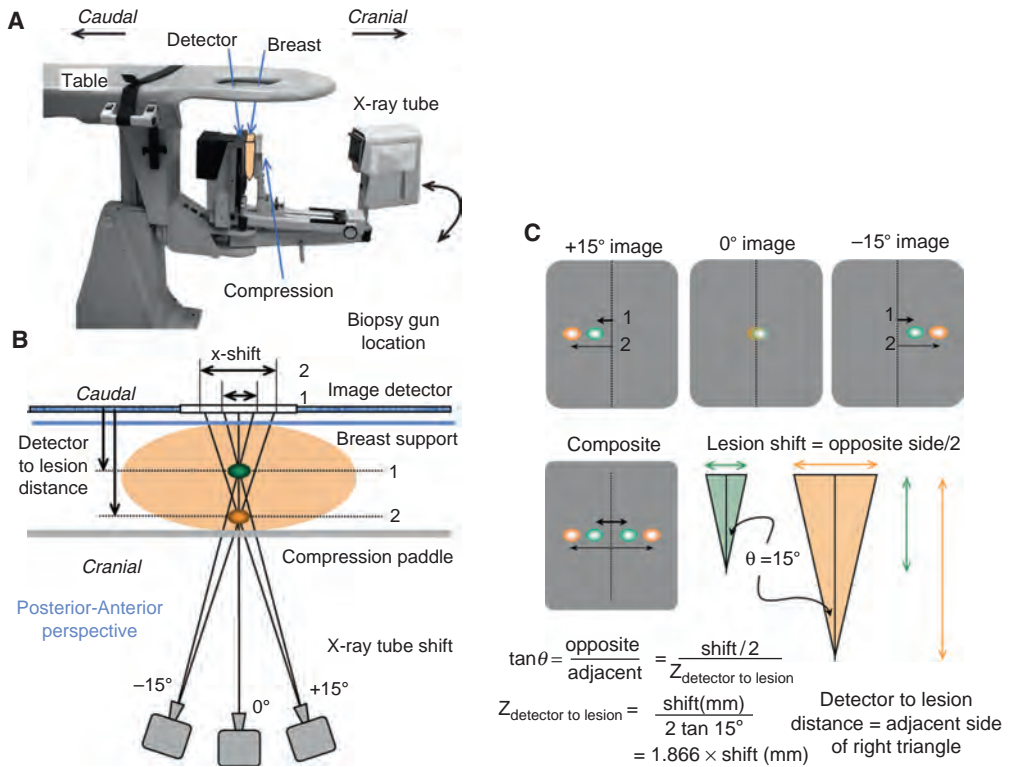 A
Caudal
Cranial
Detector
Breast
Table
X-ray tube
Compression
Biopsy gun
location
B
x-shift
2
1
Caudal
Image detector
Detector
to lesion
distance
Breast support
1
2
Compression paddle
Cranial
Posterior-Anterior
perspective
X-ray tube shift
–15°
0°
+15°
C
+15° image
0° image
–15° image
1
2
1
2
Composite
Lesion shift = opposite side/2
θ =15°
tanθ = opposite / adjacent = shift/2 / Zdetector to lesion
Zdetector to lesion = shift(mm) / 2 tan 15°
= 1.866 × shift (mm)
Detector to lesion
distance = adjacent side
of right triangle